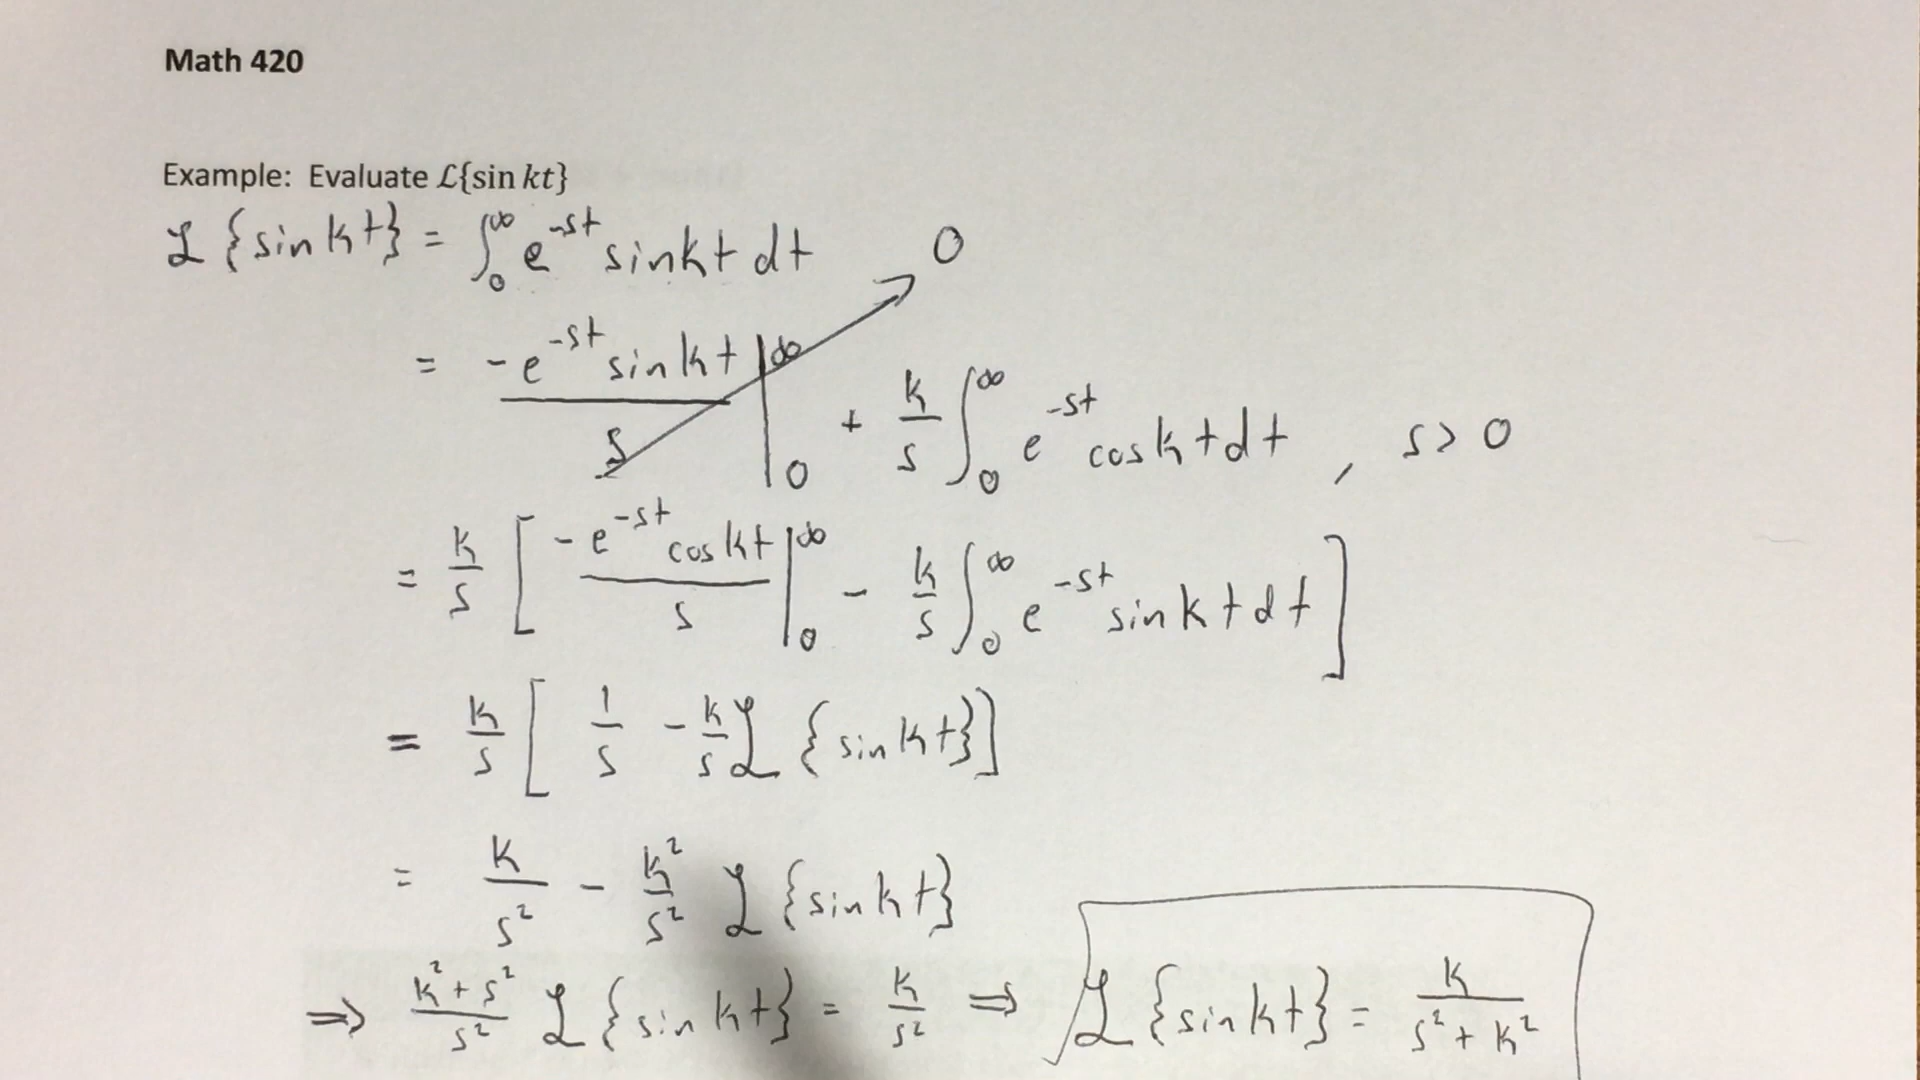 Math 420
Example: Evaluate ℒ{sin kt}
ℒ{sin kt} = ∫₀^∞ e^(-st) sin kt dt
= (-e^(-st) sin kt)/s |₀^∞ → 0 + k/s ∫₀^∞ e^(-st) cos kt dt , s > 0
= k/s [ (-e^(-st) cos kt)/s |₀^∞ - k/s ∫₀^∞ e^(-st) sin kt dt ]
= k/s [ 1/s - k/s ℒ{sin kt} ]
= k/s² - k²/s² ℒ{sin kt}
⇒ (k² + s²)/s² ℒ{sin kt} = k/s² ⇒ ℒ{sin kt} = k/(s² + k²)